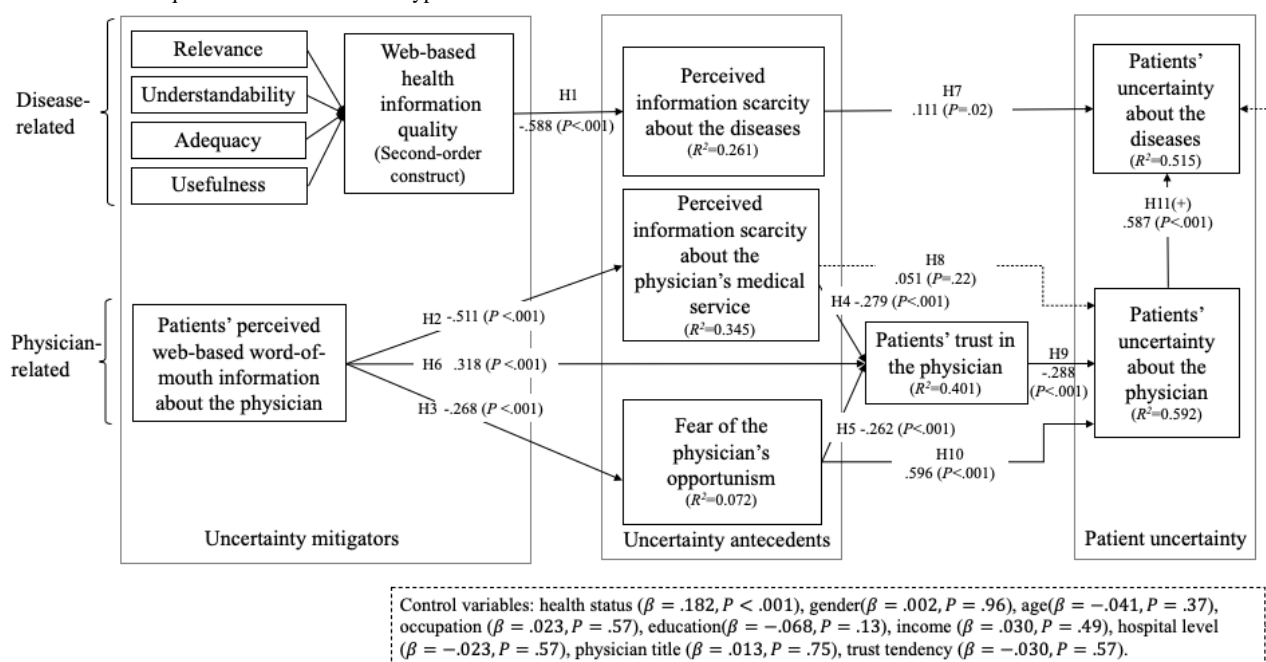 Disease-
related
Relevance
Understandability
Adequacy
Usefulness
Web-based
health
information
quality
(Second-order
construct)
H1
-.588 (P<.001)
Perceived
information scarcity
about the diseases
(R²=0.261)
H7
.111 (P=.02)
Patients’
uncertainty
about the
diseases
(R²=0.515)
H11(+)
.587 (P<.001)
Perceived
information scarcity
about the
physician’s medical
service
(R²=0.345)
H8
.051 (P=.22)
H4 -.279 (P<.001)
Physician-
related
Patients’ perceived
web-based word-of-
mouth information
about the physician
H2 -.511 (P <.001)
H6 .318 (P <.001)
H3 -.268 (P <.001)
Patients’ trust in
the physician
(R²=0.401)
H9
-.288
(P<.001)
Patients’
uncertainty
about the
physician
(R²=0.592)
Fear of the
physician’s
opportunism
(R²=0.072)
H5 -.262 (P<.001)
H10
.596 (P<.001)
Uncertainty mitigators
Uncertainty antecedents
Patient uncertainty
Control variables: health status (β = .182, P < .001), gender(β = .002, P = .96), age(β = −.041, P = .37),
occupation (β = .023, P = .57), education(β = −.068, P = .13), income (β = .030, P = .49), hospital level
(β = −.023, P = .57), physician title (β = .013, P = .75), trust tendency (β = −.030, P = .57).